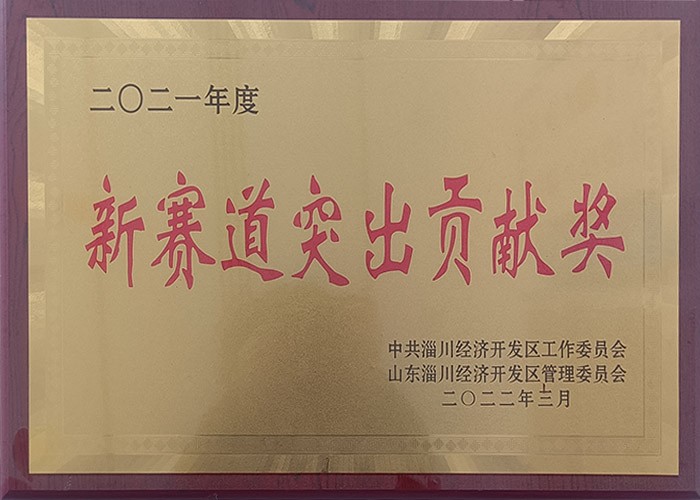 二〇二一年度
新赛道突出贡献奖
中共淄川经济开发区工作委员会
山东淄川经济开发区管理委员会
二〇二二年三月